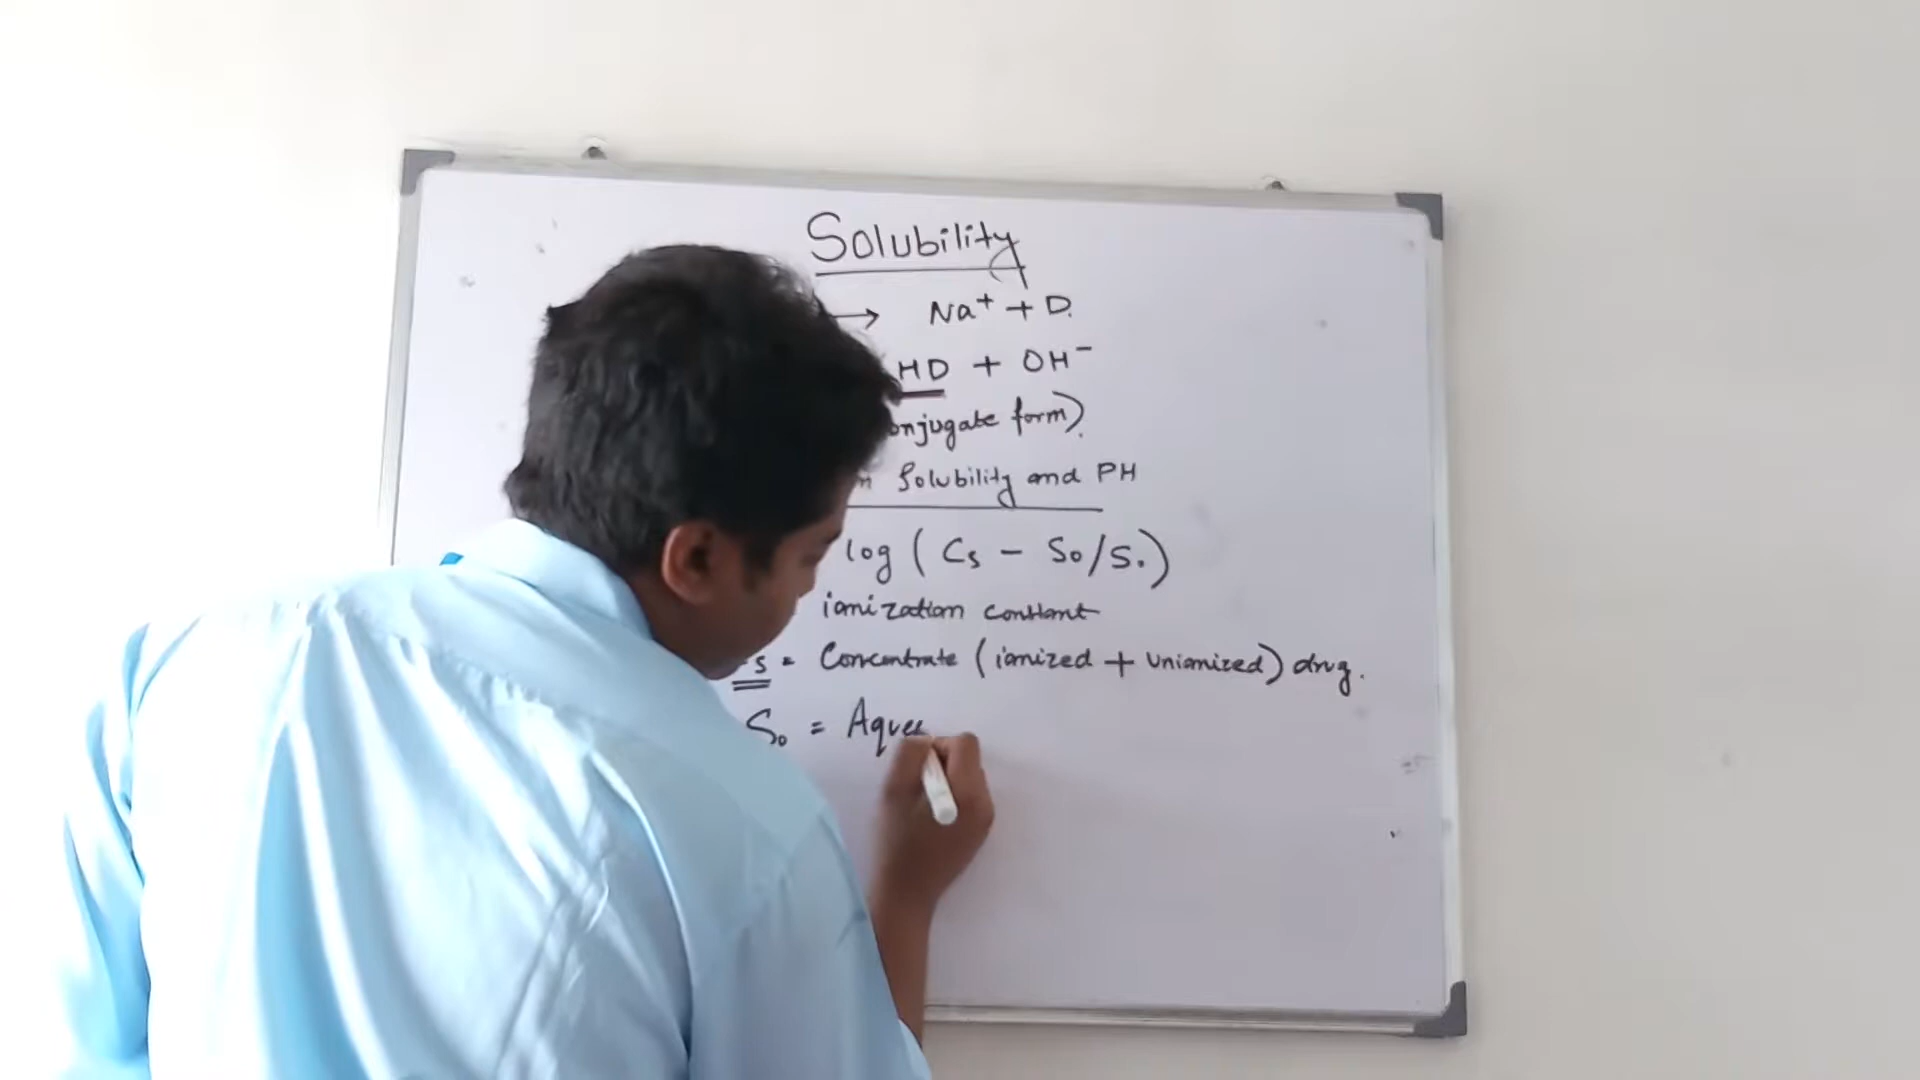 Solubility
→ Na⁺ + D.
HD + OH⁻
onjugate form).
n Solubility and PH
log ( Cs - So/S. )
ionization constant
s = Concentrate (ionized + Unionized) drug.
So = Aque